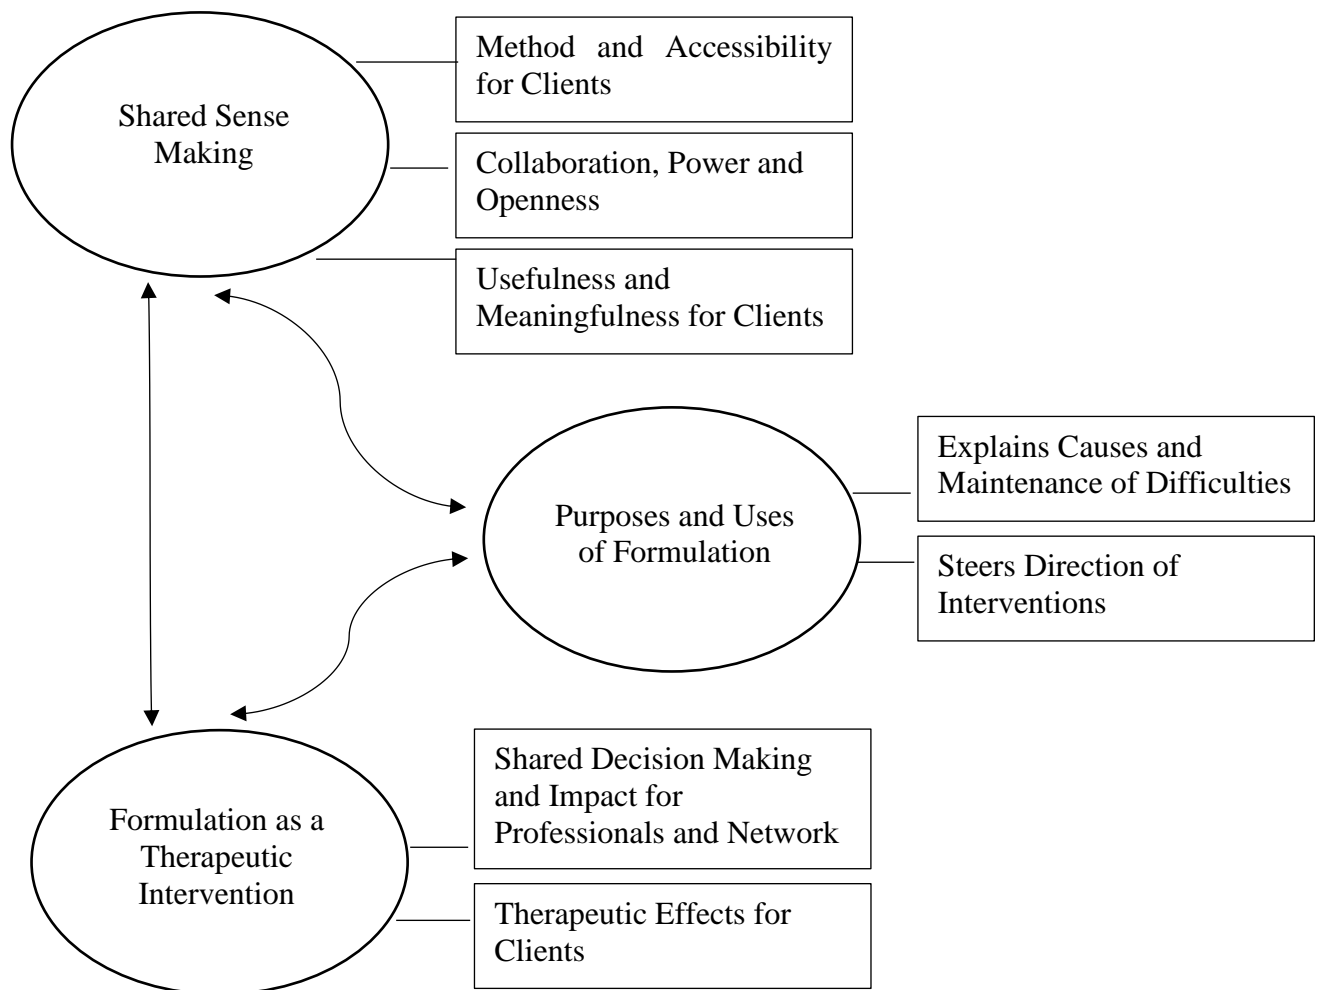 Shared Sense
Making
Method and Accessibility
for Clients
Collaboration, Power and
Openness
Usefulness and
Meaningfulness for Clients
Purposes and Uses
of Formulation
Explains Causes and
Maintenance of Difficulties
Steers Direction of
Interventions
Formulation as a
Therapeutic
Intervention
Shared Decision Making
and Impact for
Professionals and Network
Therapeutic Effects for
Clients